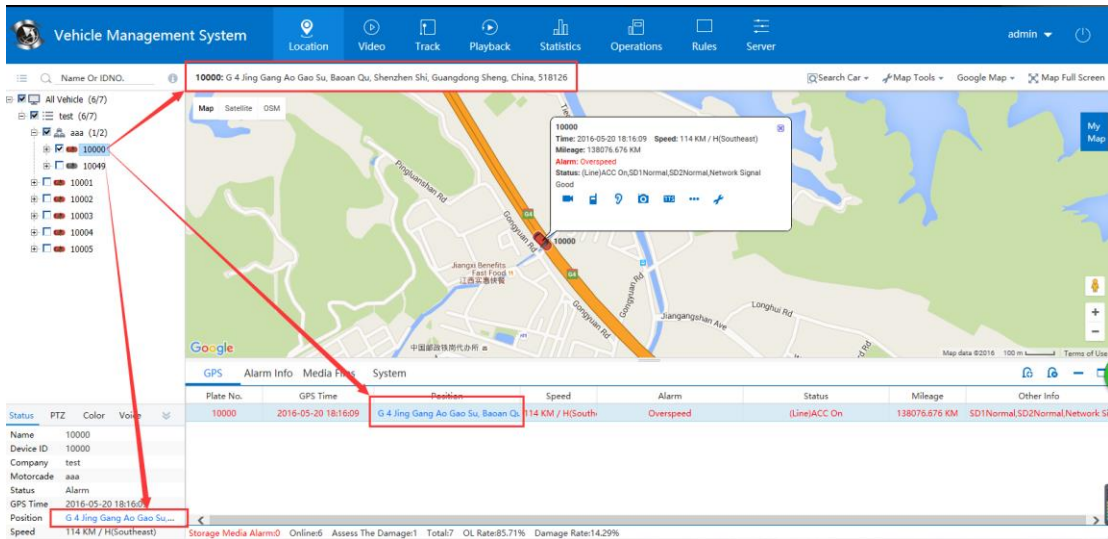 Vehicle Management System
Location Video Track Playback Statistics Operations Rules Server
admin
Name Or IDNO.
10000: G 4 Jing Gang Ao Gao Su, Baoan Qu, Shenzhen Shi, Guangdong Sheng, China, 518126
Search Car Map Tools Google Map Map Full Screen
All Vehicle (6/7)
test (6/7)
aaa (1/2)
10000
10049
10001
10002
10003
10004
10005
Map Satellite OSM
My
Map
10000
Time: 2016-05-20 18:16:09 Speed: 114 KM / H(Southeast)
Mileage: 138076.676 KM
Alarm: Overspeed
Status: (Line)ACC On,SD1Normal,SD2Normal,Network Signal
Good
Pingluanshan Rd
Gongyuan Rd
G4
10000
Jiangxi Benefits
Fast Food
江西实惠快餐
G4
Gongyuan Rd
Gongyuan Rd
Jiangangshan Ave
Longhui Rd
中国邮政铁岗代办所
Google
Map data ©2016 100 m Terms of Use
GPS Alarm Info Media Files System
Plate No. GPS Time Position Speed Alarm Status Mileage Other Info
10000 2016-05-20 18:16:09 G 4 Jing Gang Ao Gao Su, Baoan Qu 114 KM / H(South Overspeed (Line)ACC On 138076.676 KM SD1Normal,SD2Normal,Network Si
Status PTZ Color Voice
Name 10000
Device ID 10000
Company test
Motorcade aaa
Status Alarm
GPS Time 2016-05-20 18:16:0
Position G 4 Jing Gang Ao Gao Su,...
Speed 114 KM / H(Southeast)
Storage Media Alarm:0 Online:6 Assess The Damage:1 Total:7 OL Rate:85.71% Damage Rate:14.29%